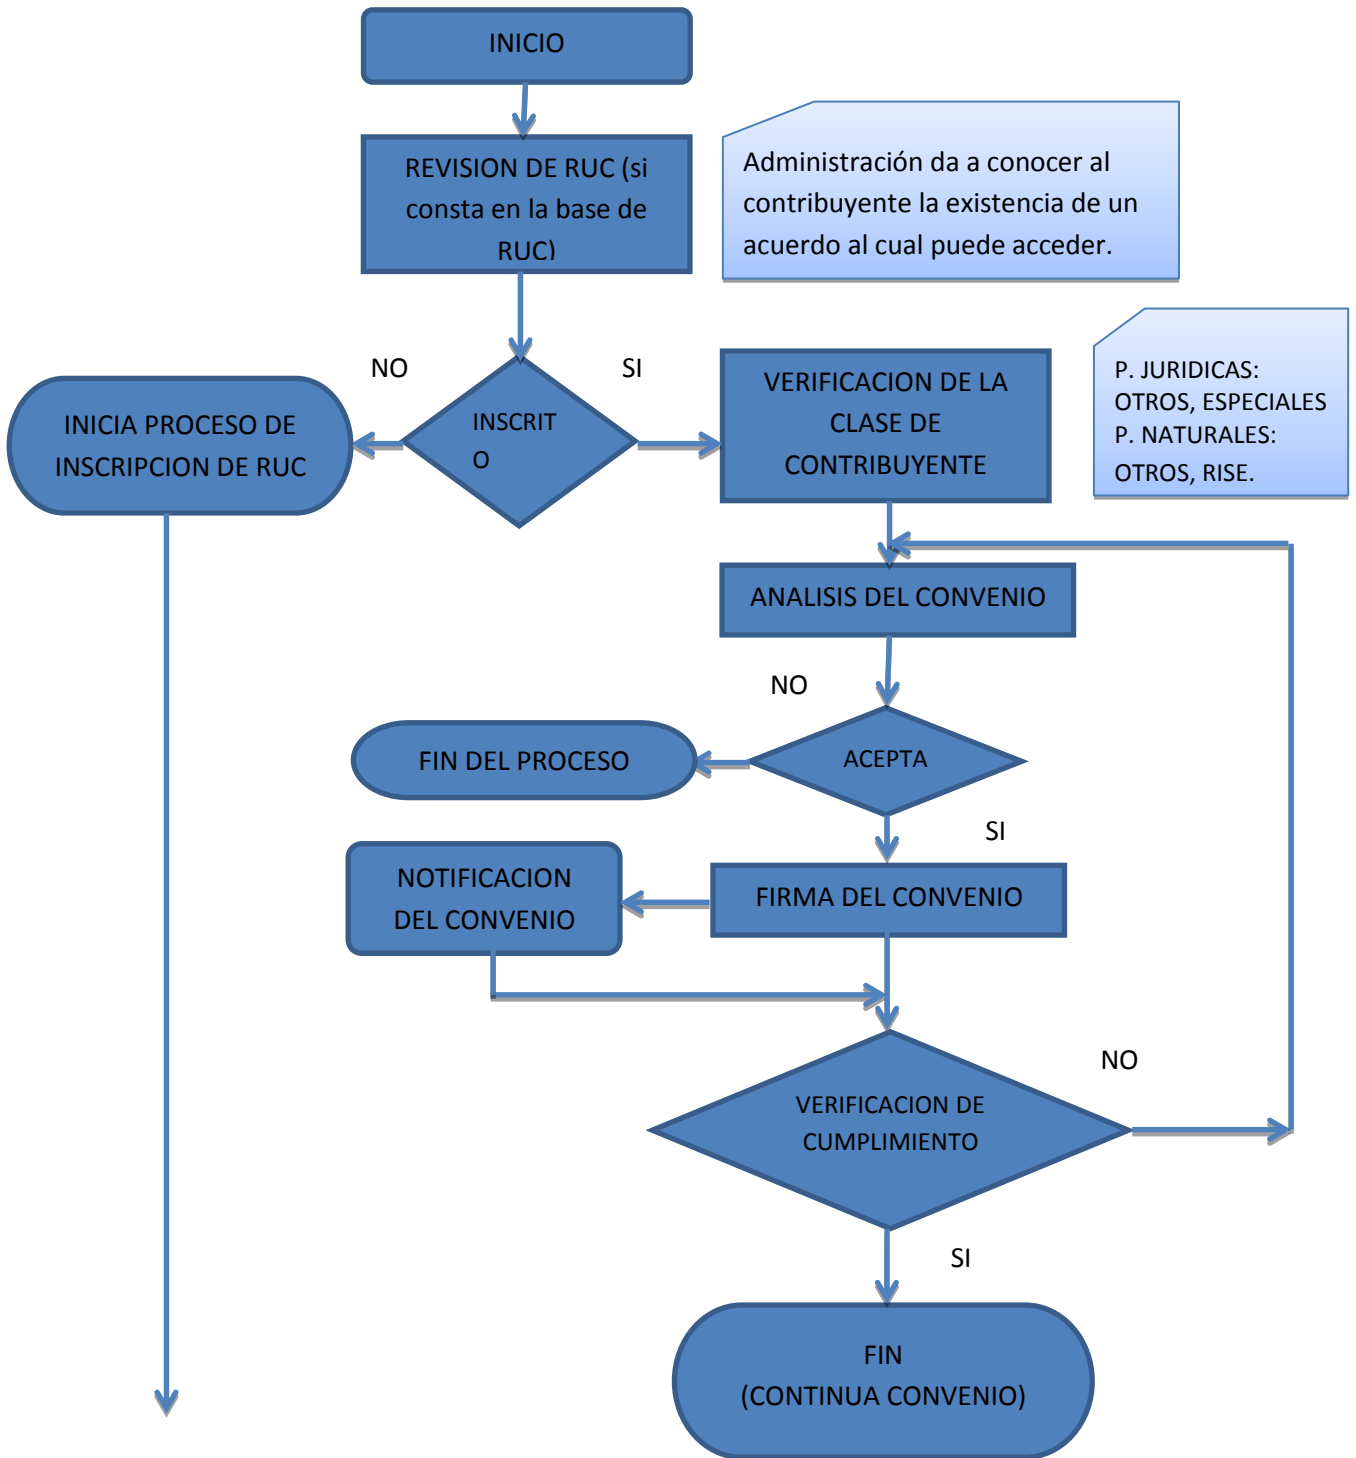 INICIO
REVISION DE RUC (si
consta en la base de
RUC)
Administración da a conocer al
contribuyente la existencia de un
acuerdo al cual puede acceder.
NO
SI
INICIA PROCESO DE
INSCRIPCION DE RUC
INSCRIT
O
VERIFICACION DE LA
CLASE DE
CONTRIBUYENTE
P. JURIDICAS:
OTROS, ESPECIALES
P. NATURALES:
OTROS, RISE.
ANALISIS DEL CONVENIO
NO
FIN DEL PROCESO
ACEPTA
SI
NOTIFICACION
DEL CONVENIO
FIRMA DEL CONVENIO
NO
VERIFICACION DE
CUMPLIMIENTO
SI
FIN
(CONTINUA CONVENIO)